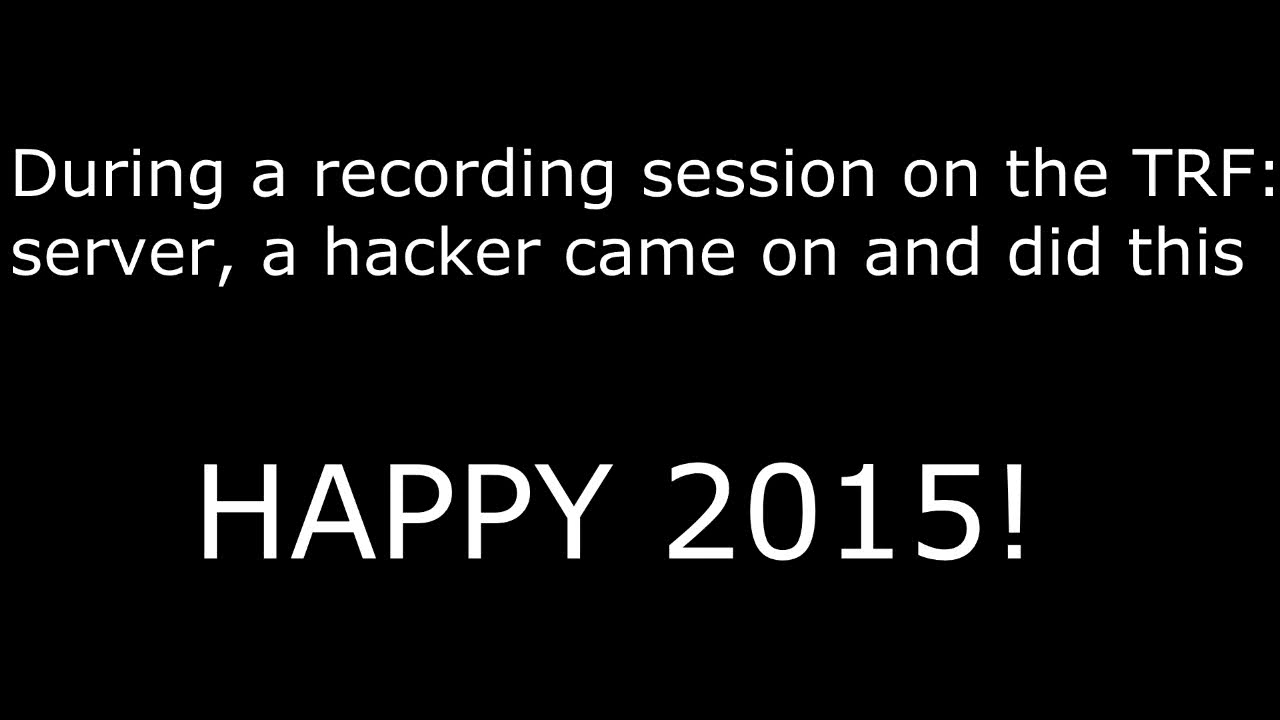 During a recording session on the TRF:
server, a hacker came on and did this
HAPPY 2015!